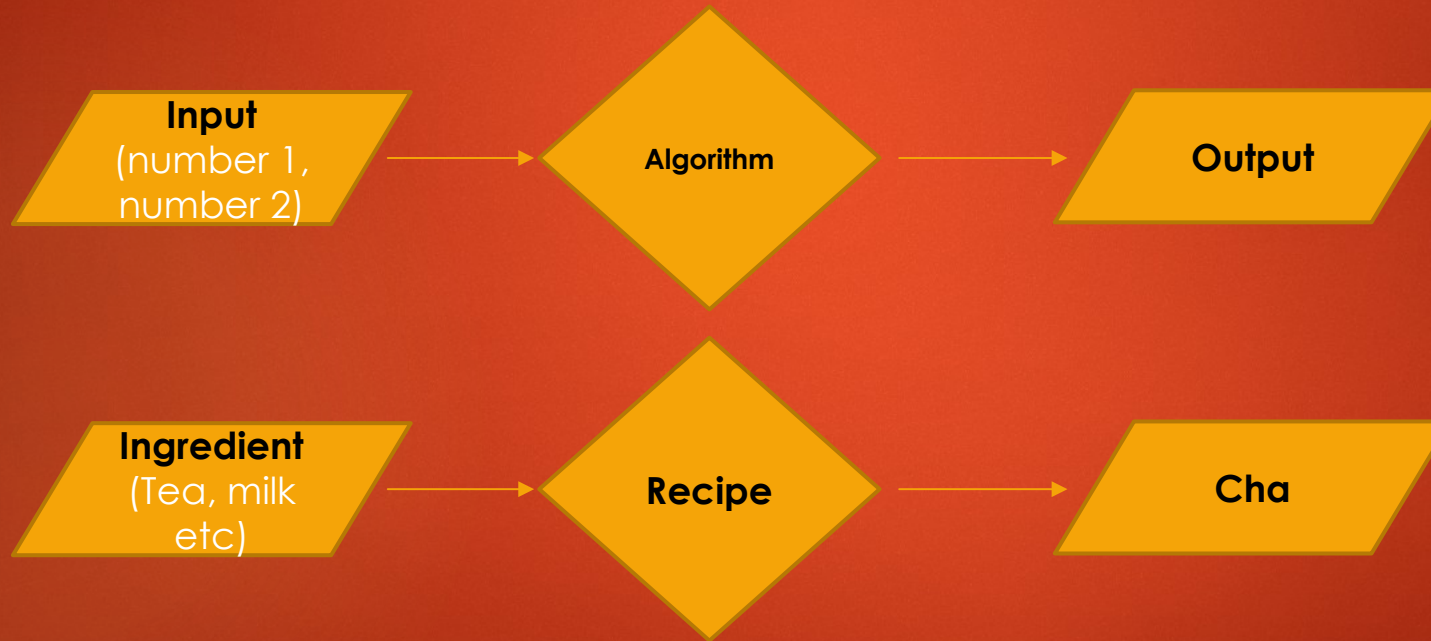 Input
(number 1,
number 2)
Algorithm
Output
Ingredient
(Tea, milk
etc)
Recipe
Cha